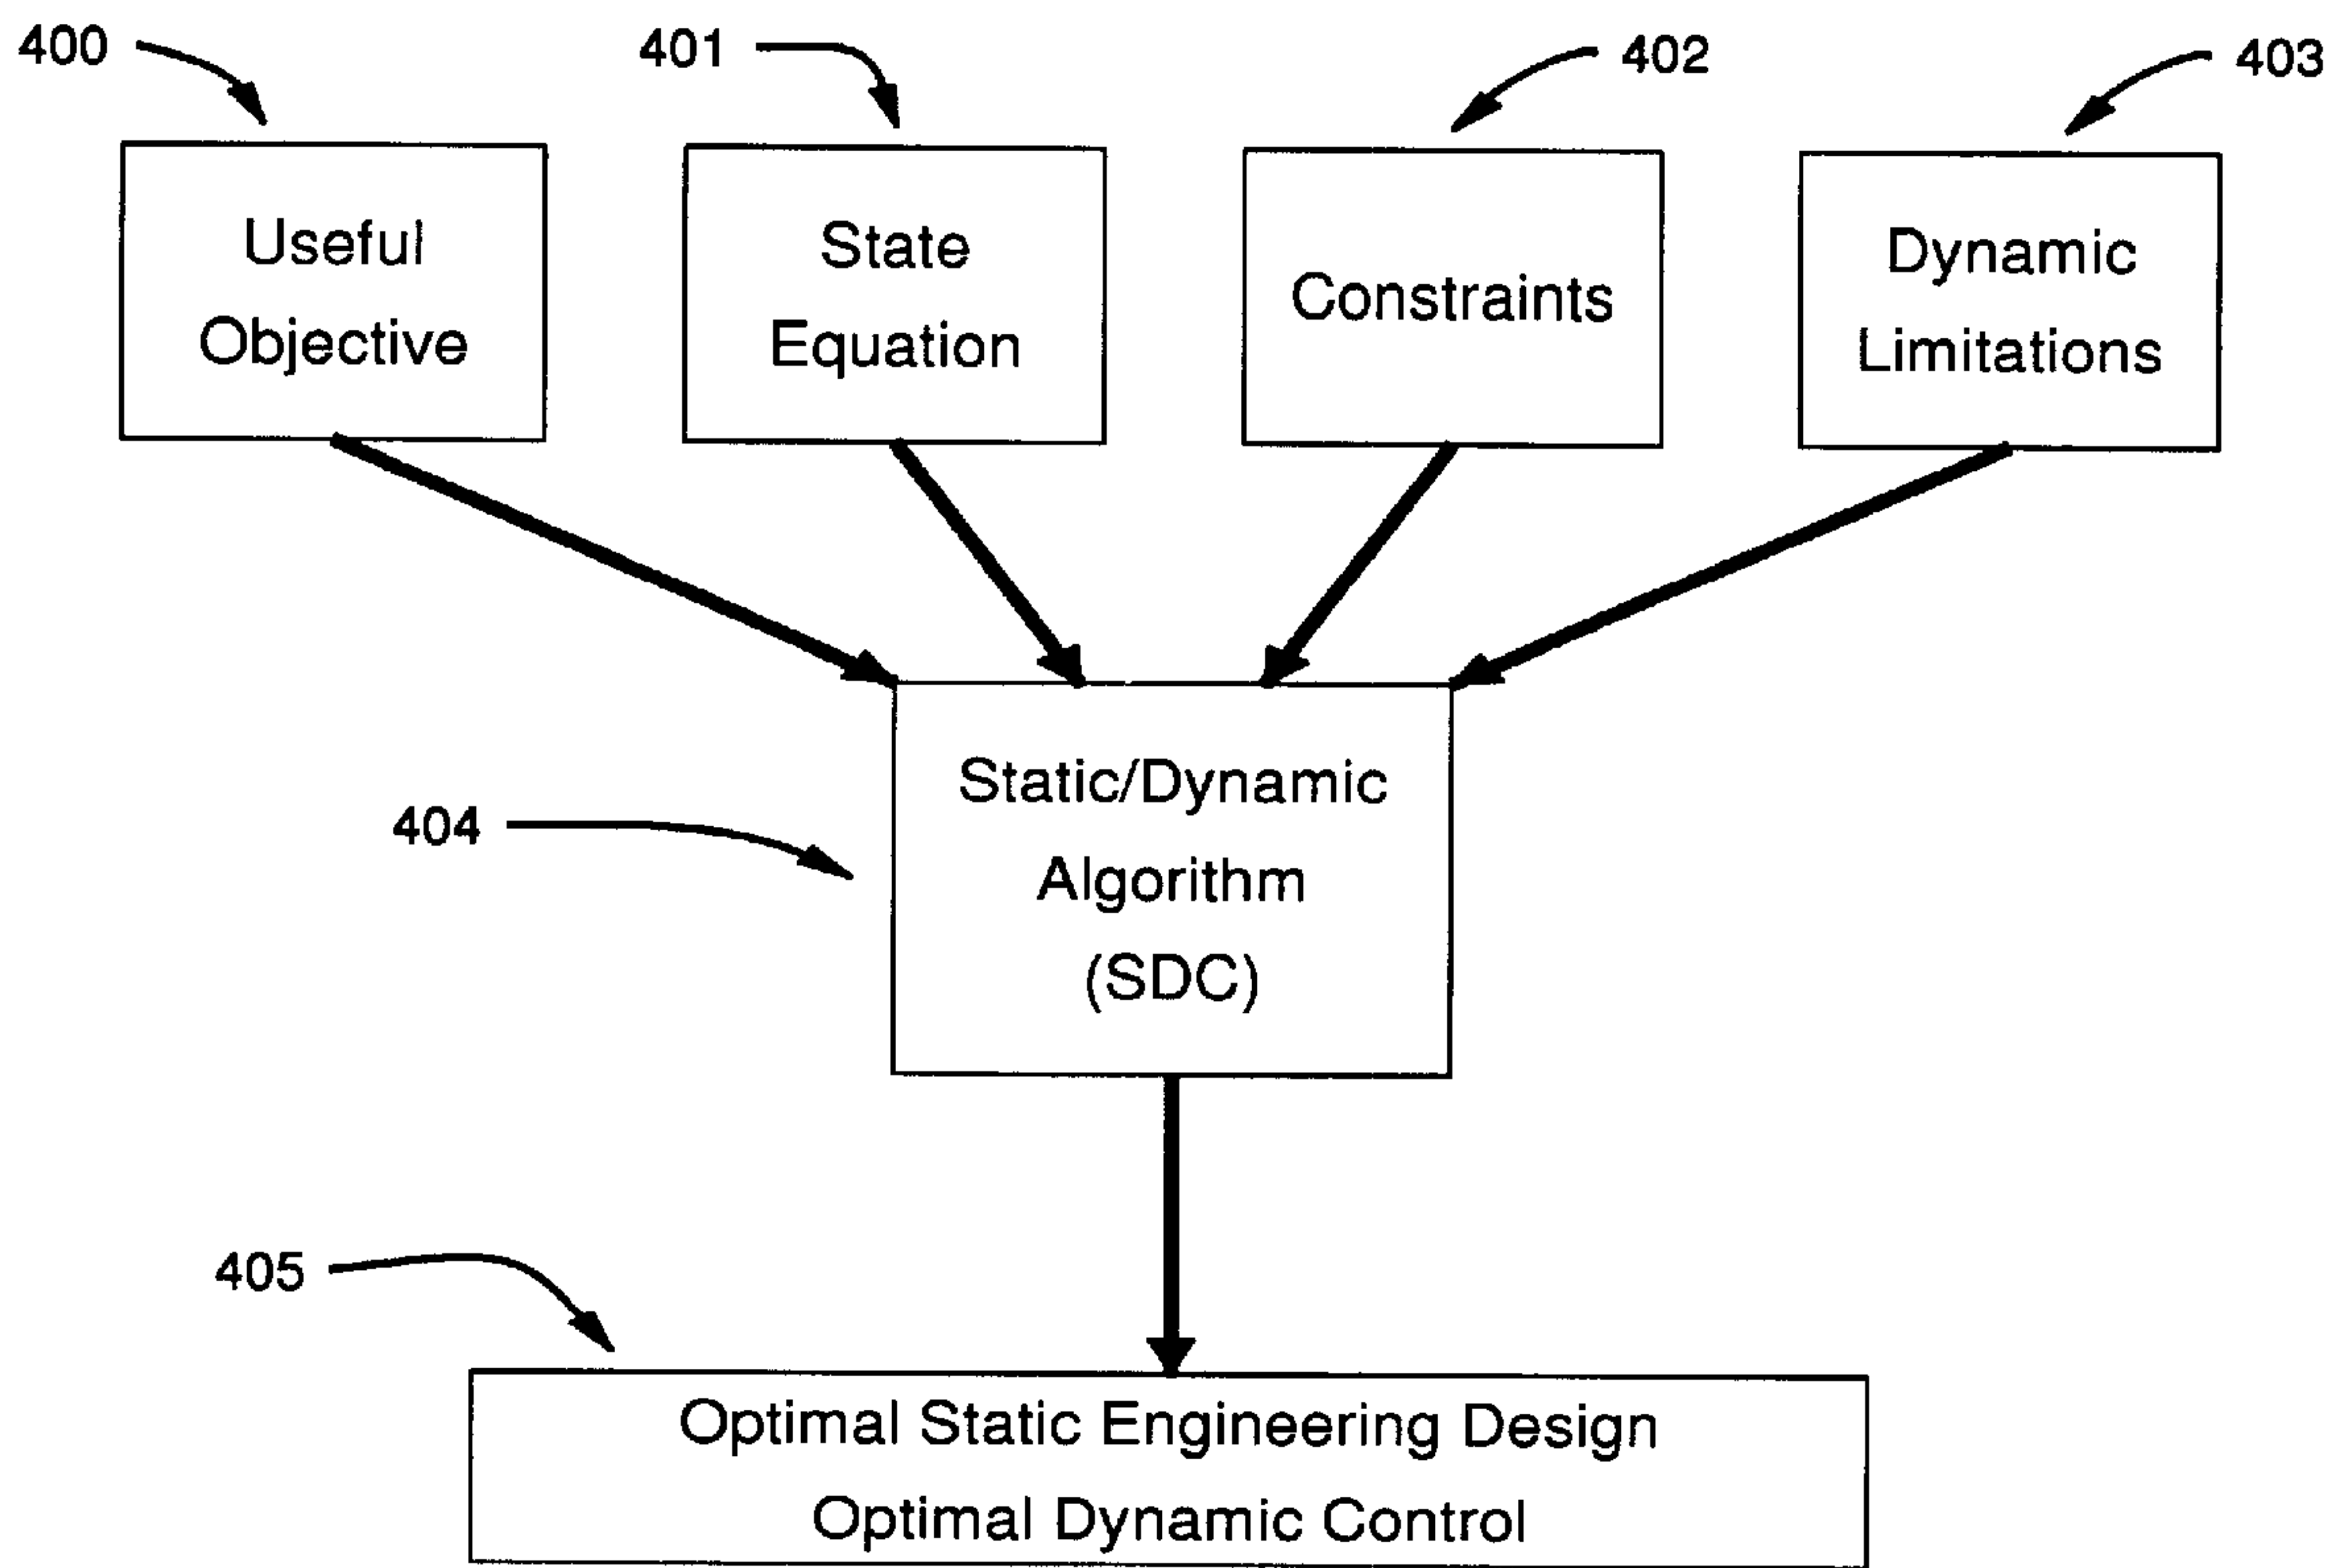 400
401
402
403
Useful
Objective
State
Equation
Constraints
Dynamic
Limitations
404
Static/Dynamic
Algorithm
(SDC)
405
Optimal Static Engineering Design
Optimal Dynamic Control